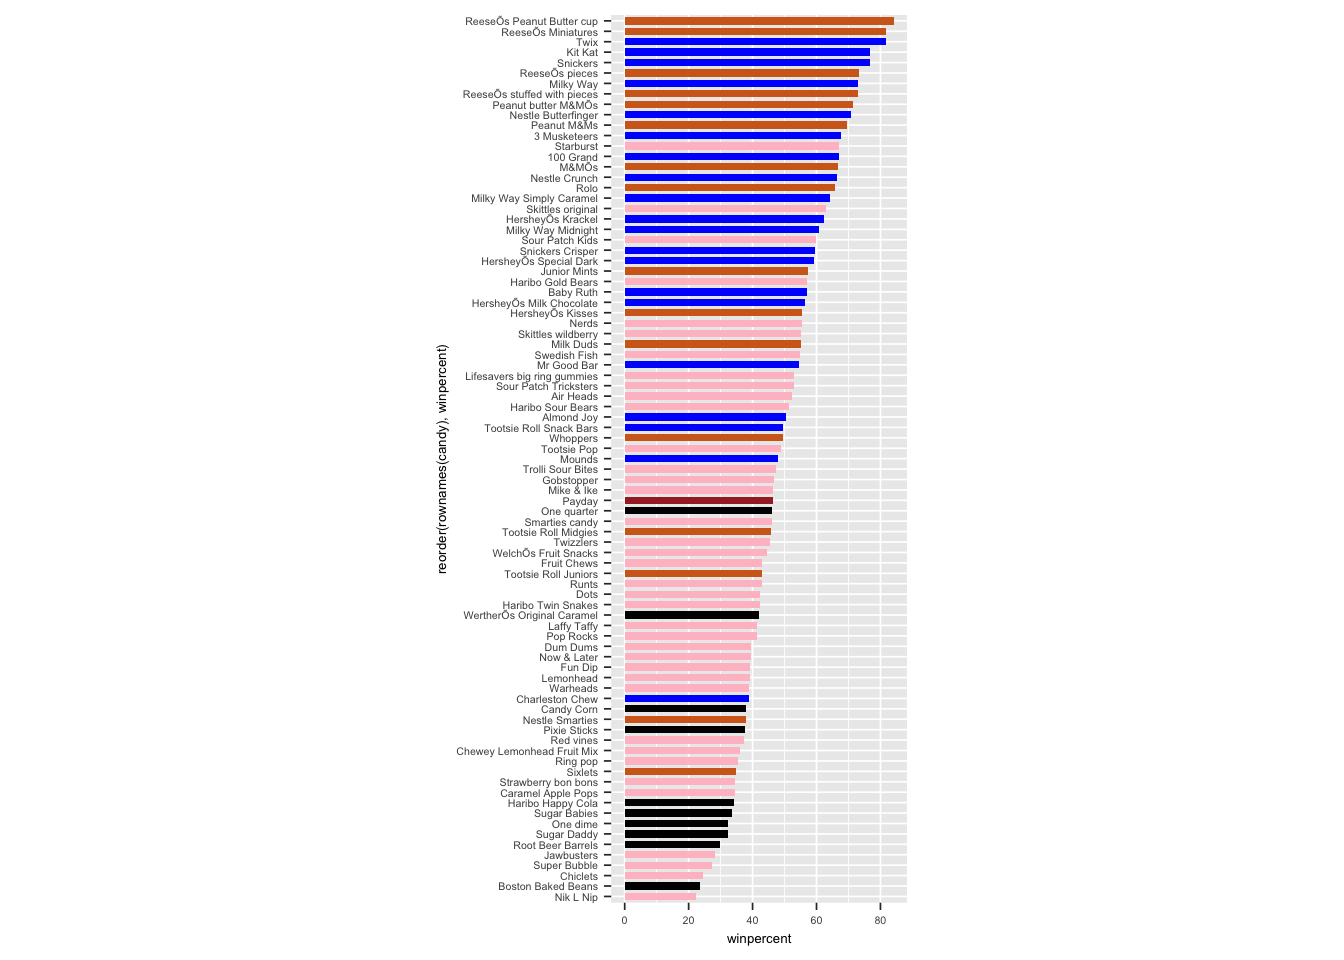 ReeseÕs Peanut Butter cup
ReeseÕs Miniatures
Twix
Kit Kat
Snickers
ReeseÕs pieces
Milky Way
ReeseÕs stuffed with pieces
Peanut butter M&MÕs
Nestle Butterfinger
Peanut M&Ms
3 Musketeers
Starburst
100 Grand
M&MÕs
Nestle Crunch
Rolo
Milky Way Simply Caramel
Skittles original
HersheyÕs Krackel
Milky Way Midnight
Sour Patch Kids
Snickers Crisper
HersheyÕs Special Dark
Junior Mints
Haribo Gold Bears
Baby Ruth
HersheyÕs Milk Chocolate
HersheyÕs Kisses
Nerds
Skittles wildberry
Milk Duds
Swedish Fish
Mr Good Bar
Lifesavers big ring gummies
Sour Patch Tricksters
Air Heads
Haribo Sour Bears
Almond Joy
Tootsie Roll Snack Bars
Whoppers
Tootsie Pop
Mounds
Trolli Sour Bites
Gobstopper
Mike & Ike
Payday
One quarter
Smarties candy
Tootsie Roll Midgies
Twizzlers
WelchÕs Fruit Snacks
Fruit Chews
Tootsie Roll Juniors
Runts
Dots
Haribo Twin Snakes
WertherÕs Original Caramel
Laffy Taffy
Pop Rocks
Dum Dums
Now & Later
Fun Dip
Lemonhead
Warheads
Charleston Chew
Candy Corn
Nestle Smarties
Pixie Sticks
Red vines
Chewey Lemonhead Fruit Mix
Ring pop
Sixlets
Strawberry bon bons
Caramel Apple Pops
Haribo Happy Cola
Sugar Babies
One dime
Sugar Daddy
Root Beer Barrels
Jawbusters
Super Bubble
Chiclets
Boston Baked Beans
Nik L Nip
reorder(rownames(candy), winpercent)
0 20 40 60 80
winpercent